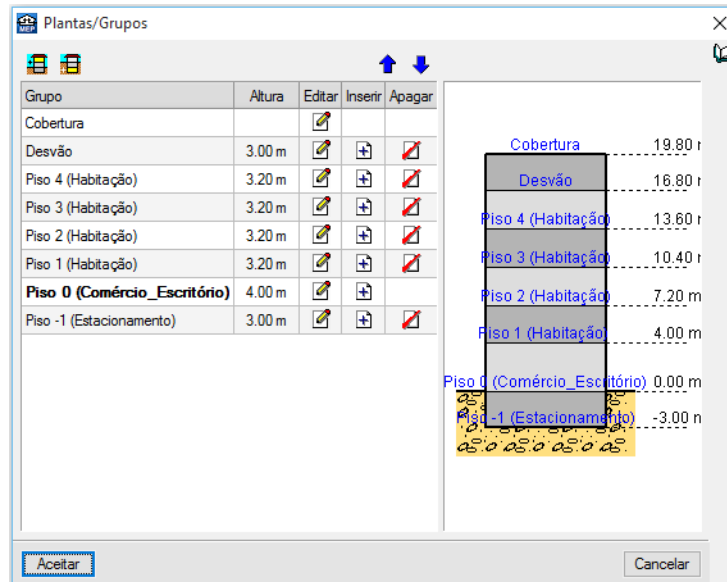 MEP Plantas/Grupos
Grupo Altura Editar Inserir Apagar
Cobertura
Desvão 3.00 m
Piso 4 (Habitação) 3.20 m
Piso 3 (Habitação) 3.20 m
Piso 2 (Habitação) 3.20 m
Piso 1 (Habitação) 3.20 m
Piso 0 (Comércio_Escritório) 4.00 m
Piso -1 (Estacionamento) 3.00 m
Cobertura 19.80 m
Desvão 16.80 m
Piso 4 (Habitação) 13.60 m
Piso 3 (Habitação) 10.40 m
Piso 2 (Habitação) 7.20 m
Piso 1 (Habitação) 4.00 m
Piso 0 (Comércio_Escritório) 0.00 m
Piso -1 (Estacionamento) -3.00 m
Aceitar
Cancelar